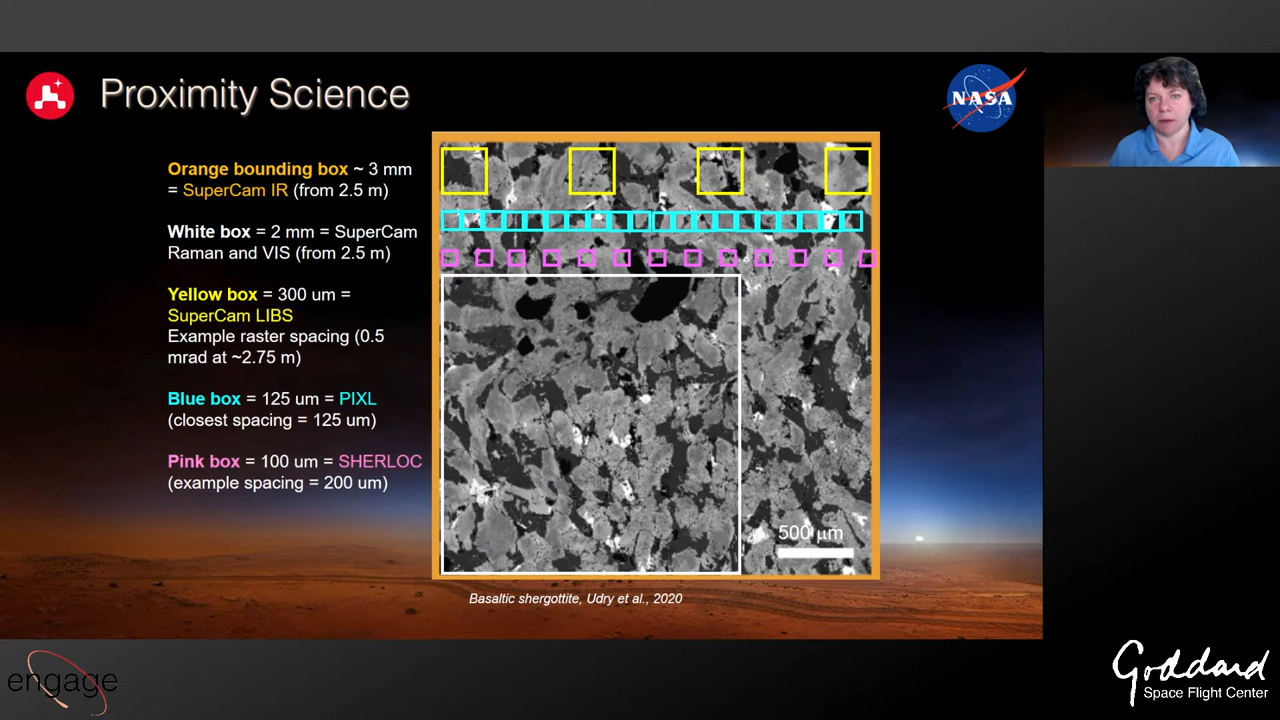 Proximity Science
NASA
Orange bounding box ~ 3 mm
= SuperCam IR (from 2.5 m)
White box = 2 mm = SuperCam
Raman and VIS (from 2.5 m)
Yellow box = 300 um =
SuperCam LIBS
Example raster spacing (0.5
mrad at ~2.75 m)
Blue box = 125 um = PIXL
(closest spacing = 125 um)
Pink box = 100 um = SHERLOC
(example spacing = 200 um)
500 μm
Basaltic shergottite, Udry et al., 2020
engage
Goddard
Space Flight Center